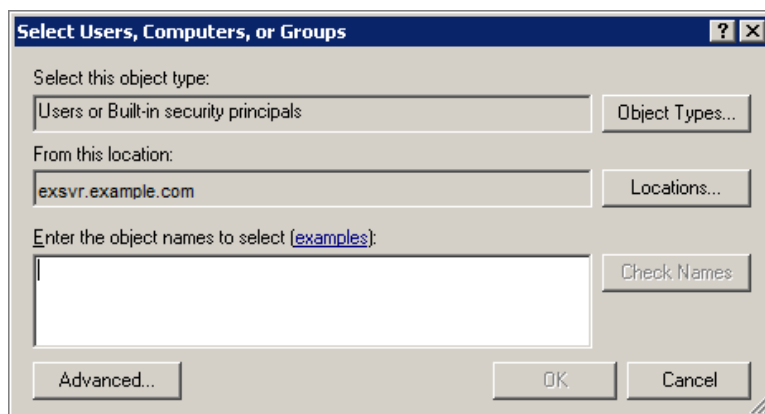 Select Users, Computers, or Groups
Select this object type:
Users or Built-in security principals
Object Types...
From this location:
exsvr.example.com
Locations...
Enter the object names to select (examples):
Check Names
Advanced...
OK
Cancel